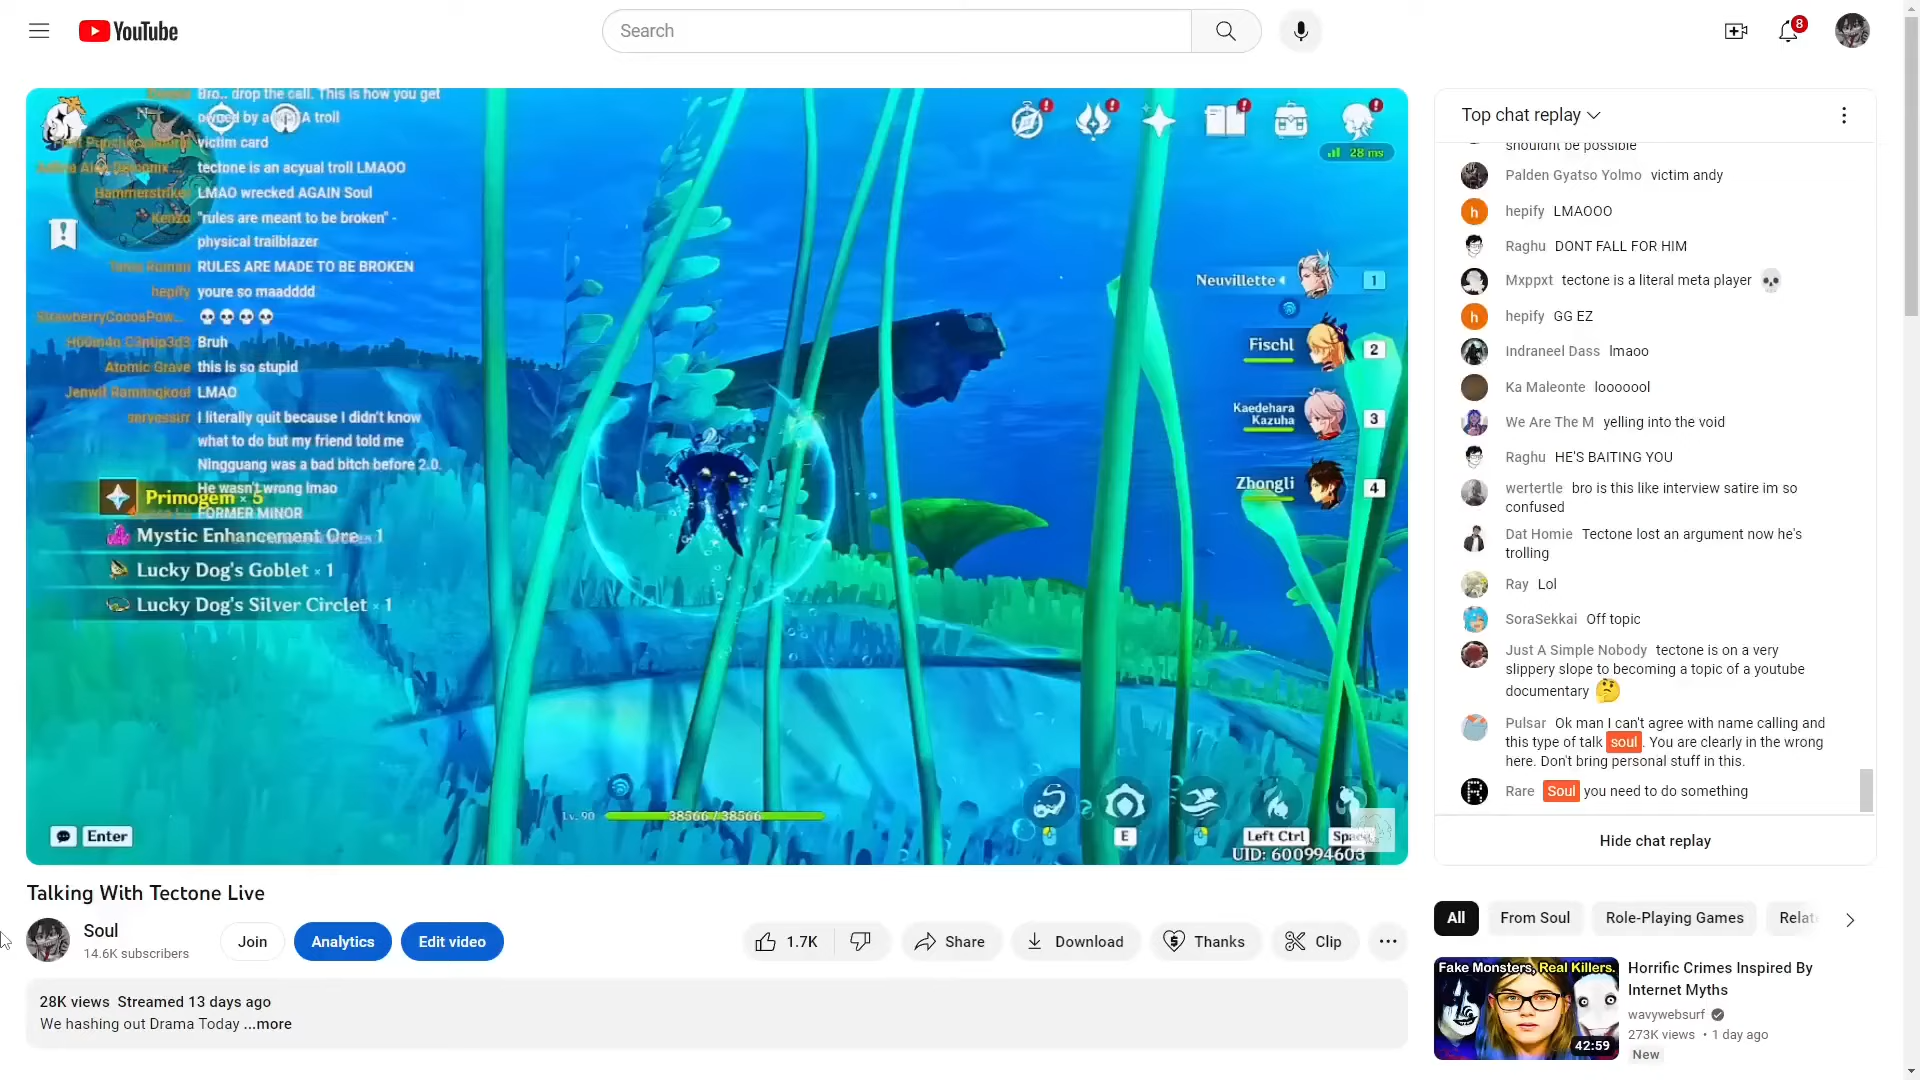 YouTube
Search
8
Bro.. drop the call. This is how you get
owned by a
A troll
victim card
tectone is an acyual troll LMAOO
Hammerstrike
LMAO wrecked AGAIN Soul
Kenzo
"rules are meant to be broken" -
physical trailblazer
RULES ARE MADE TO BE BROKEN
hepify
youre so maadddd
StrawberryCocoaPow...
💀💀💀💀
Bruh
Atomic Grave
this is so stupid
LMAO
I literally quit because I didn't know
what to do but my friend told me
Ningguang was a bad bitch before 2.0.
He wasn't wrong lmao
FORMER MINOR
Primogem × 5
Mystic Enhancement Ore × 1
Lucky Dog's Goblet × 1
Lucky Dog's Silver Circlet × 1
28 ms
Neuvillette
1
Fischl
2
Kaedehara
Kazuha
3
Zhongli
4
Lv. 90
38566 / 38566
Enter
E
Left Ctrl
Space
UID: 600994603
Top chat replay
shouldnt be possible
Palden Gyatso Yolmo victim andy
h
hepify LMAOOO
Raghu DONT FALL FOR HIM
Mxppxt tectone is a literal meta player 💀
h
hepify GG EZ
Indraneel Dass lmaoo
Ka Maleonte looooool
We Are The M yelling into the void
Raghu HE'S BAITING YOU
wertertle bro is this like interview satire im so
confused
Dat Homie Tectone lost an argument now he's
trolling
Ray Lol
SoraSekkai Off topic
Just A Simple Nobody tectone is on a very
slippery slope to becoming a topic of a youtube
documentary 🤔
Pulsar Ok man I can't agree with name calling and
this type of talk soul. You are clearly in the wrong
here. Don't bring personal stuff in this.
Rare Soul you need to do something
Hide chat replay
Talking With Tectone Live
Soul
14.6K subscribers
Join
Analytics
Edit video
1.7K
Share
Download
Thanks
Clip
28K views Streamed 13 days ago
We hashing out Drama Today ...more
All
From Soul
Role-Playing Games
Relat
Fake Monsters, Real Killers.
42:59
Horrific Crimes Inspired By
Internet Myths
wavywebsurf
273K views • 1 day ago
New